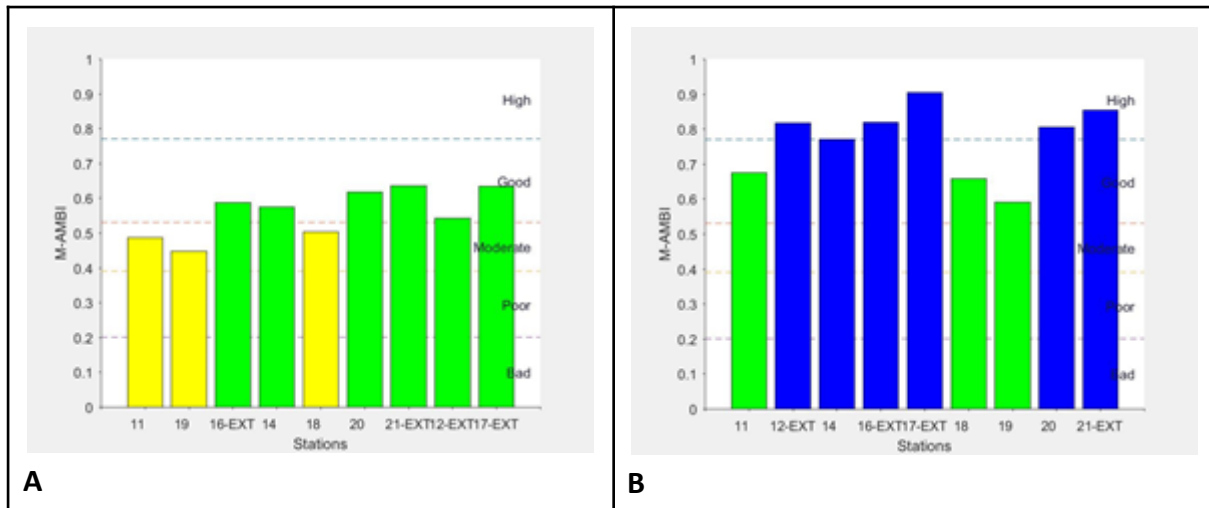 1
0.9
High
0.8
0.7
Good
0.6
0.5
Moderate
0.4
0.3
Poor
0.2
0.1
Bad
0
M-AMBI
11 19 16-EXT 14 18 20 21-EXT 12-EXT 17-EXT
Stations
A
1
0.9
High
0.8
0.7
Good
0.6
0.5
Moderate
0.4
0.3
Poor
0.2
0.1
Bad
0
M-AMBI
11 12-EXT 14 16-EXT 17-EXT 18 19 20 21-EXT
Stations
B